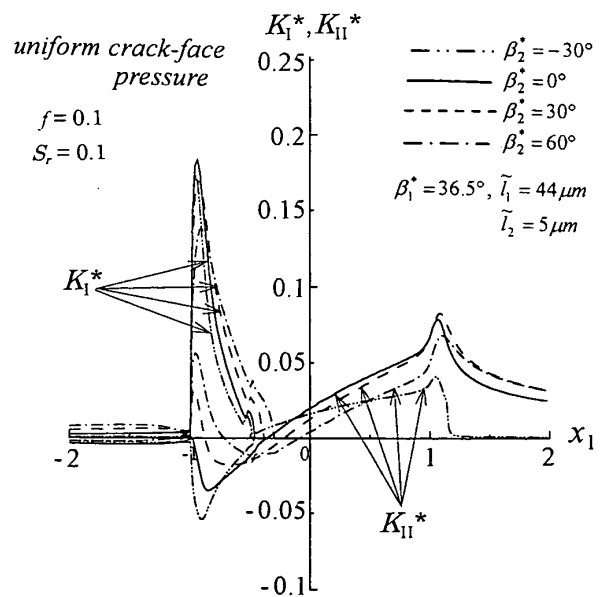 K_I*, K_II*
uniform crack-face
pressure
f = 0.1
S_r = 0.1
β₂* = −30°
β₂* = 0°
β₂* = 30°
β₂* = 60°
β₁* = 36.5°, l̃₁ = 44 μm
l̃₂ = 5 μm
0.25
0.2
0.15
0.1
0.05
K_I*
-2
-1
0
1
2
x₁
-0.05
K_II*
-0.1